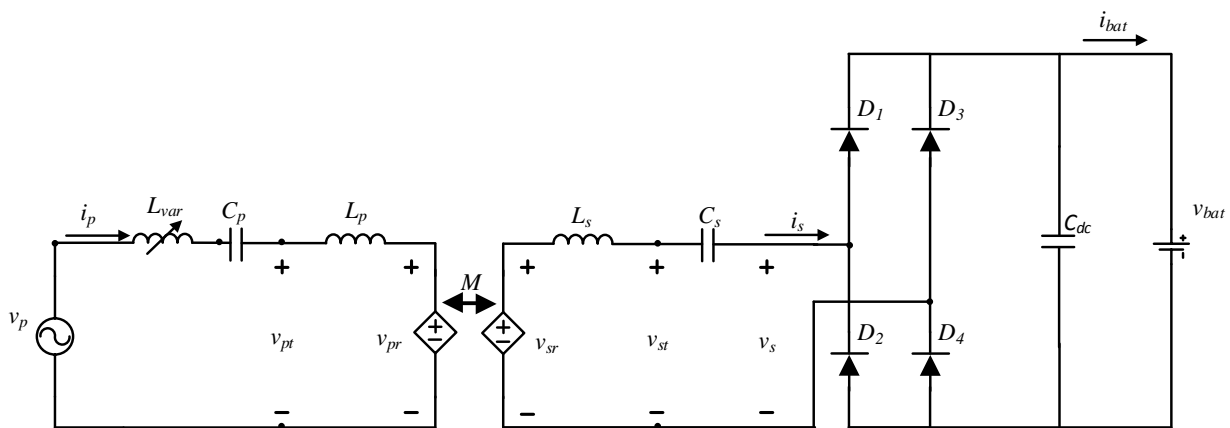 i_bat
D_1
D_3
i_p
L_var
C_p
L_p
L_s
C_s
i_s
C_dc
v_bat
+
-
+
+
M
+
+
+
v_p
v_pt
v_pr
+
−
+
−
v_sr
v_st
v_s
D_2
D_4
−
−
−
−
−